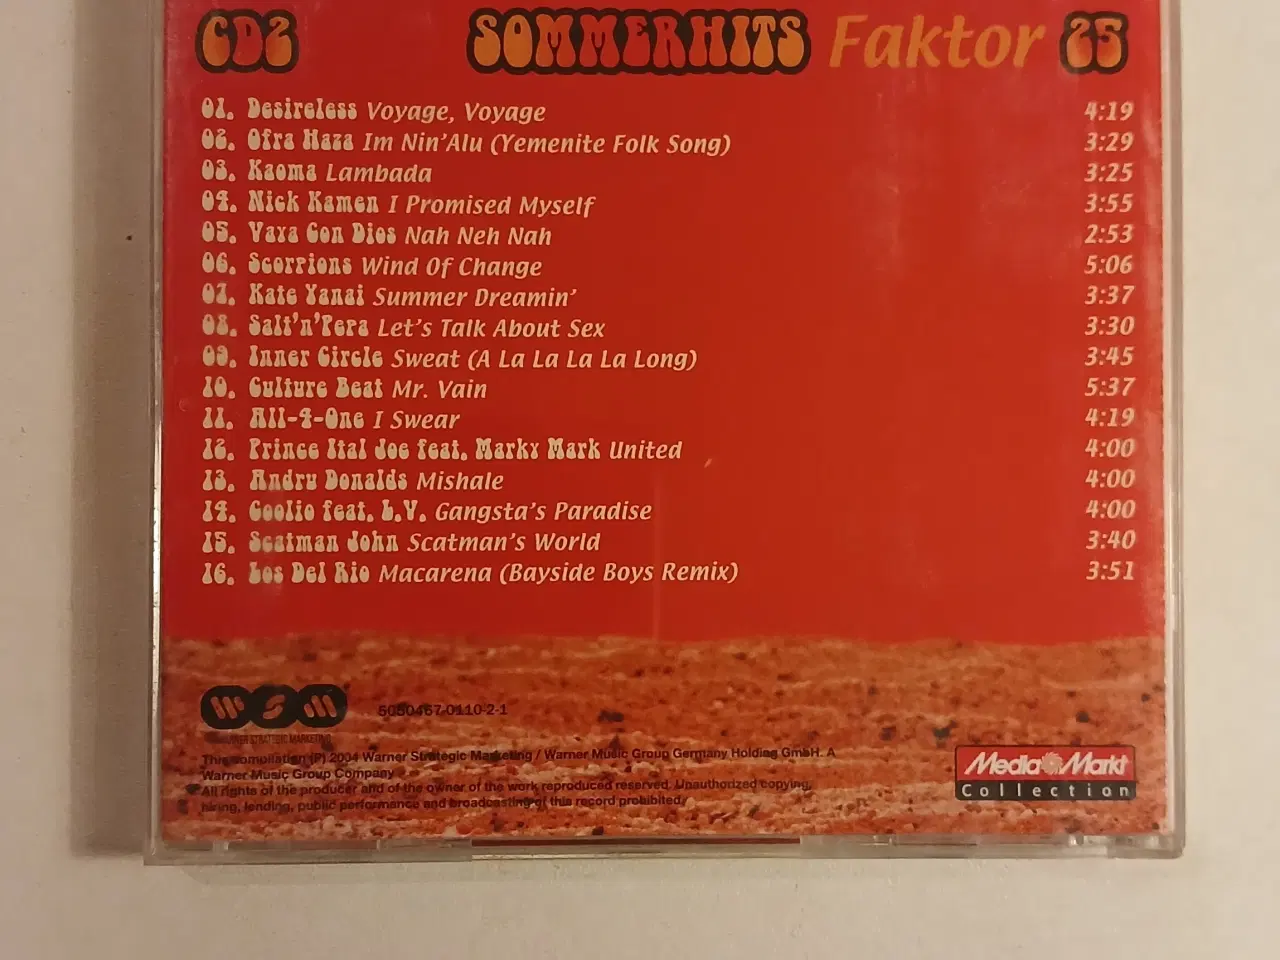 CD2 SOMMERHITS Faktor 25
01. Desireless Voyage, Voyage 4:19
02. Ofra Haza Im Nin'Alu (Yemenite Folk Song) 3:29
03. Kaoma Lambada 3:25
04. Nick Kamen I Promised Myself 3:55
05. Vaya Con Dios Nah Neh Nah 2:53
06. Scorpions Wind Of Change 5:06
07. Kate Yanai Summer Dreamin' 3:37
08. Salt'n'Pepa Let's Talk About Sex 3:30
09. Inner Circle Sweat (A La La La La Long) 3:45
10. Culture Beat Mr. Vain 5:37
11. All-4-One I Swear 4:19
12. Prince Ital Joe feat. Marky Mark United 4:00
13. Andru Donalds Mishale 4:00
14. Coolio feat. L.V. Gangsta's Paradise 4:00
15. Scatman John Scatman's World 3:40
16. Los Del Rio Macarena (Bayside Boys Remix) 3:51
WSM 5050467-0110-2-1
WARNER STRATEGIC MARKETING
This compilation (P) 2004 Warner Strategic Marketing / Warner Music Group Germany Holding GmbH. A
Warner Music Group Company
All rights of the producer and of the owner of the work reproduced reserved. Unauthorized copying,
hiring, lending, public performance and broadcasting of this record prohibited.
Media Markt
Collection